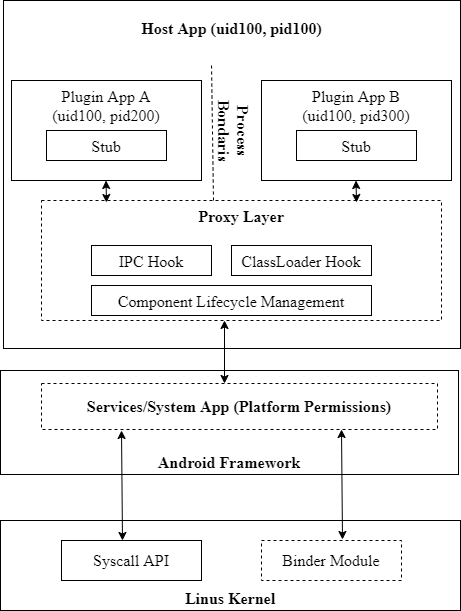 Host App (uid100, pid100)
Plugin App A
(uid100, pid200)
Stub
Process
Bondaris
Plugin App B
(uid100, pid300)
Stub
Proxy Layer
IPC Hook
ClassLoader Hook
Component Lifecycle Management
Services/System App (Platform Permissions)
Android Framework
Syscall API
Binder Module
Linus Kernel